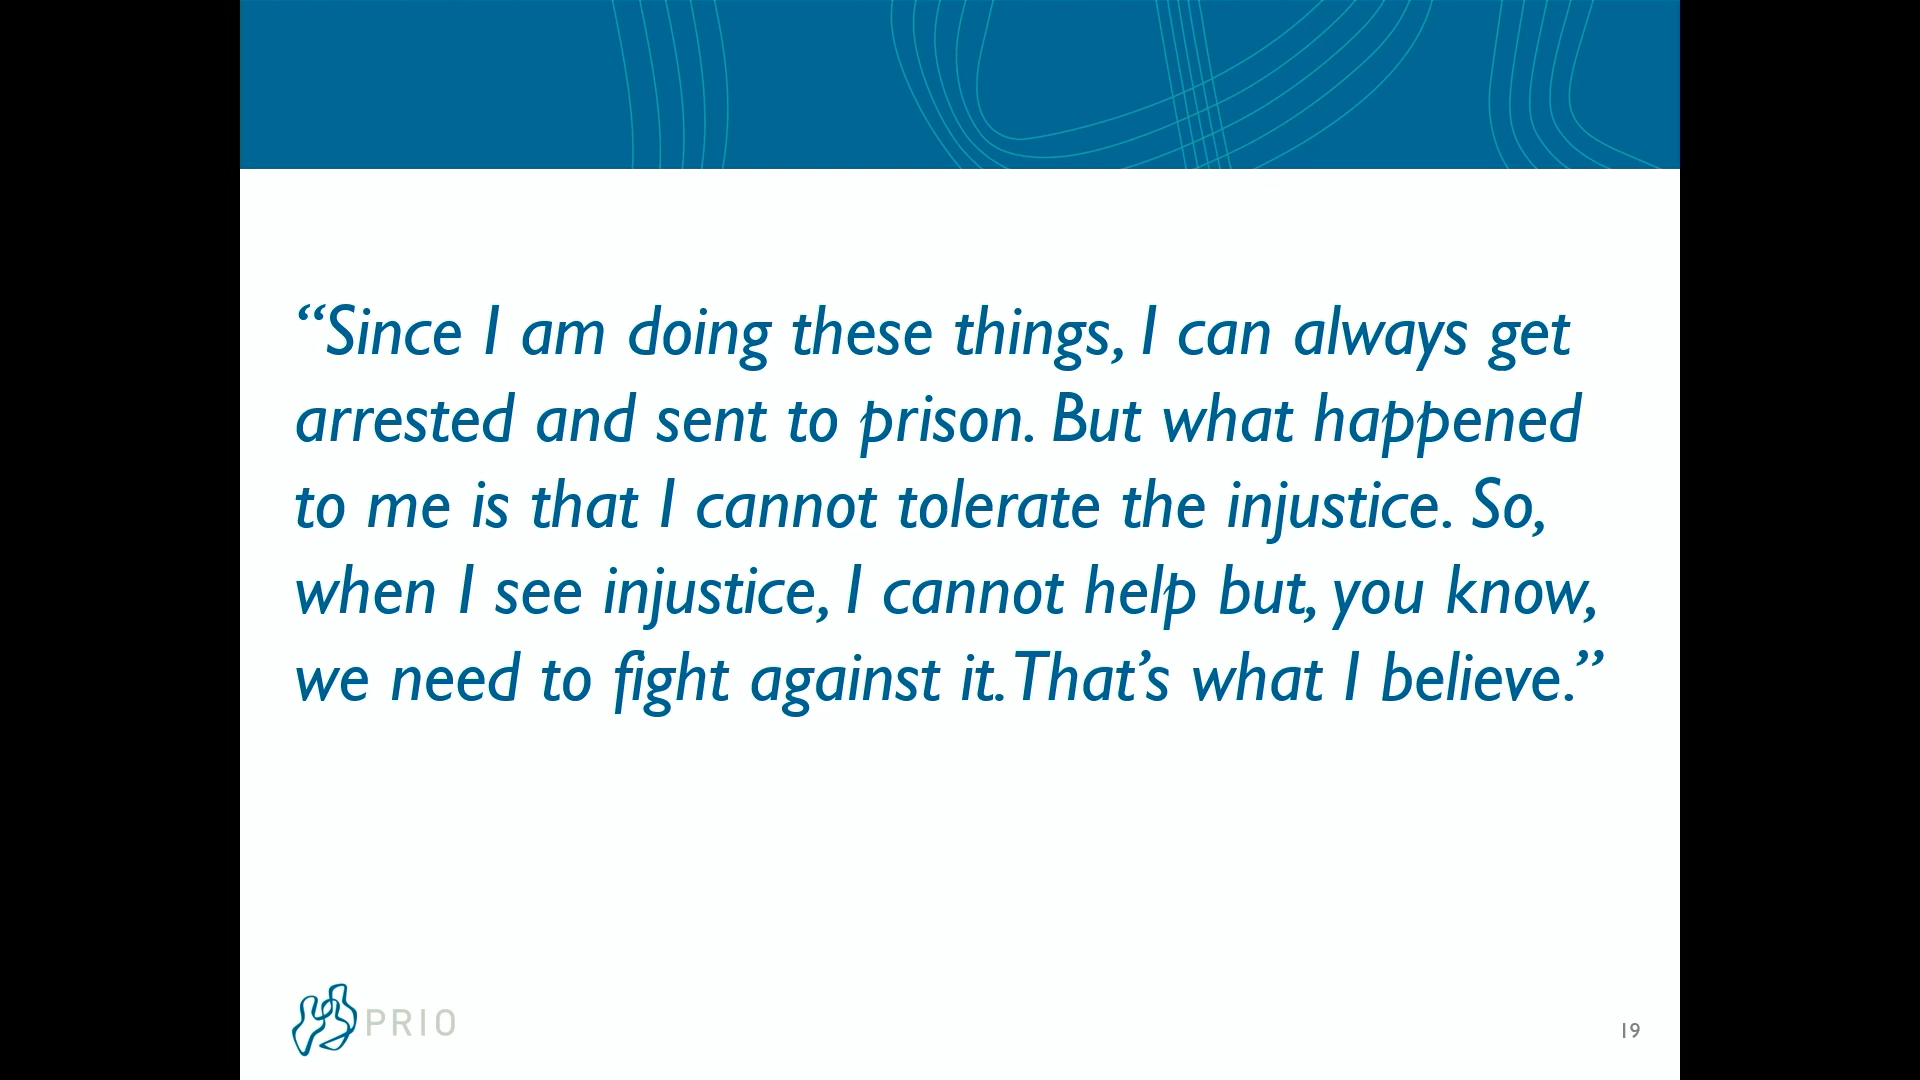 “Since I am doing these things, I can always get
arrested and sent to prison. But what happened
to me is that I cannot tolerate the injustice. So,
when I see injustice, I cannot help but, you know,
we need to fight against it. That’s what I believe.”
PRIO
19